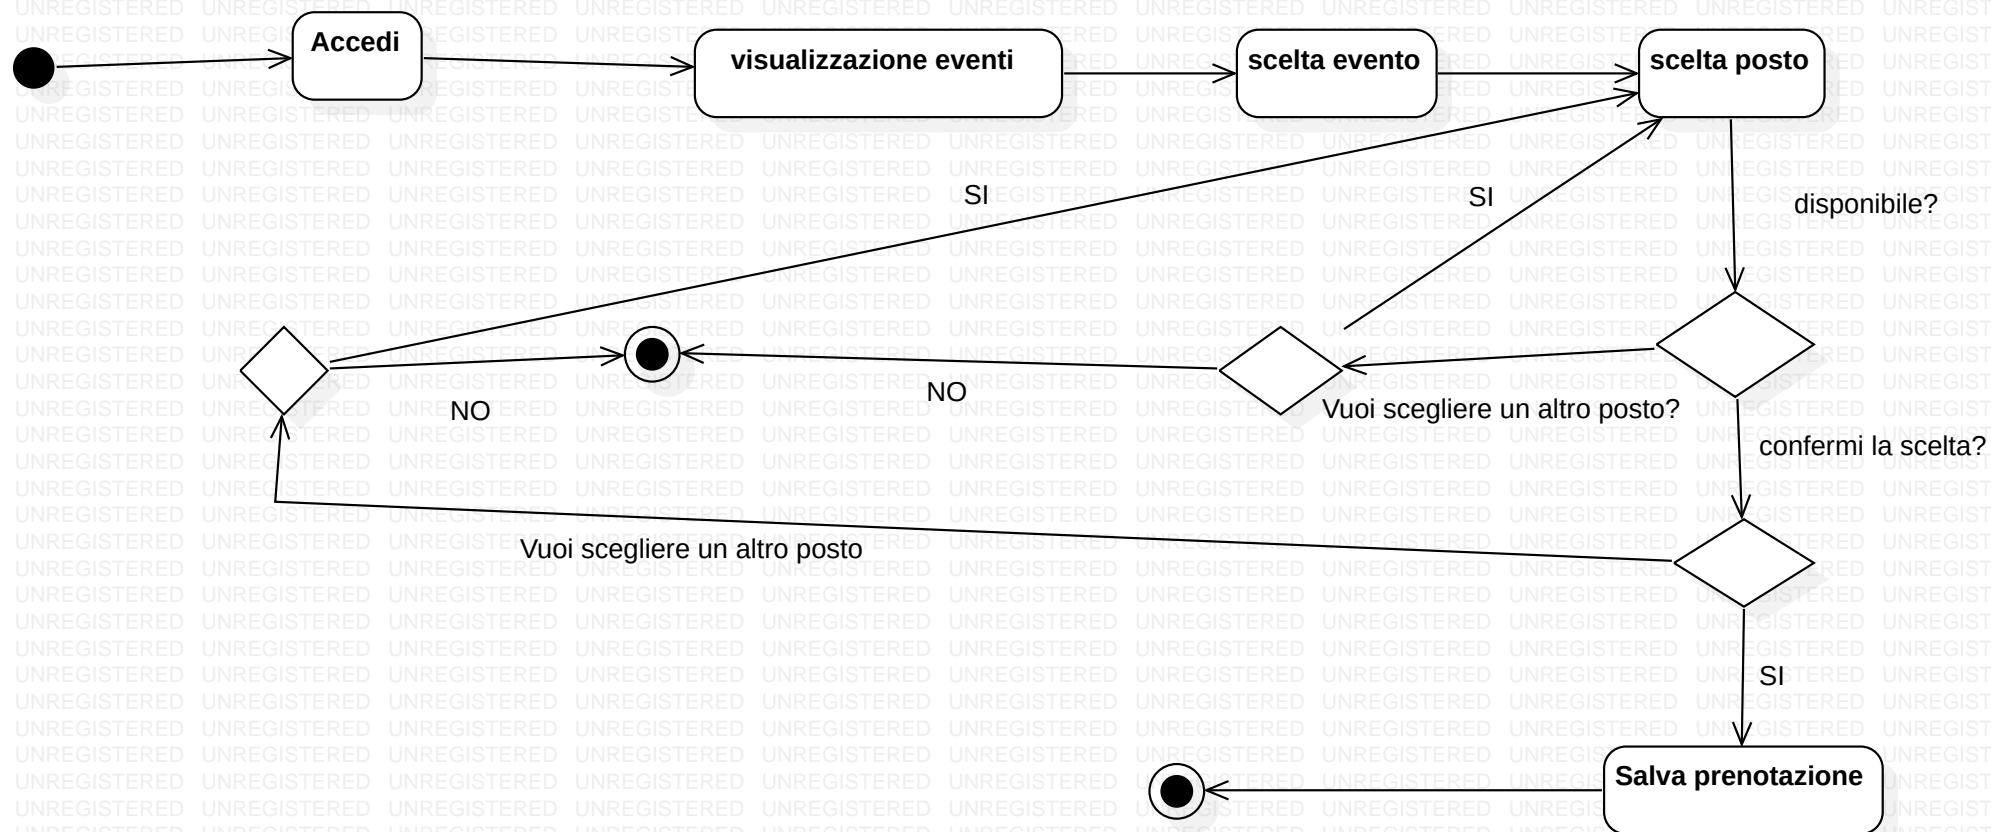 Accedi
visualizzazione eventi
scelta evento
scelta posto
SI
SI
disponibile?
NO
NO
Vuoi scegliere un altro posto?
confermi la scelta?
Vuoi scegliere un altro posto
SI
Salva prenotazione
UNREGISTERED